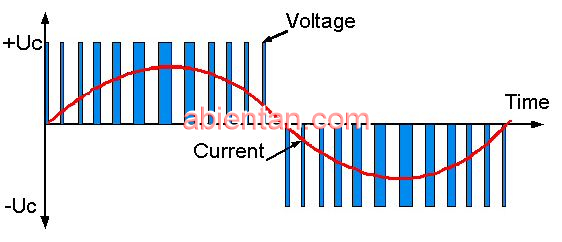 Voltage
+Uc
Time
abientan.com
Current
-Uc